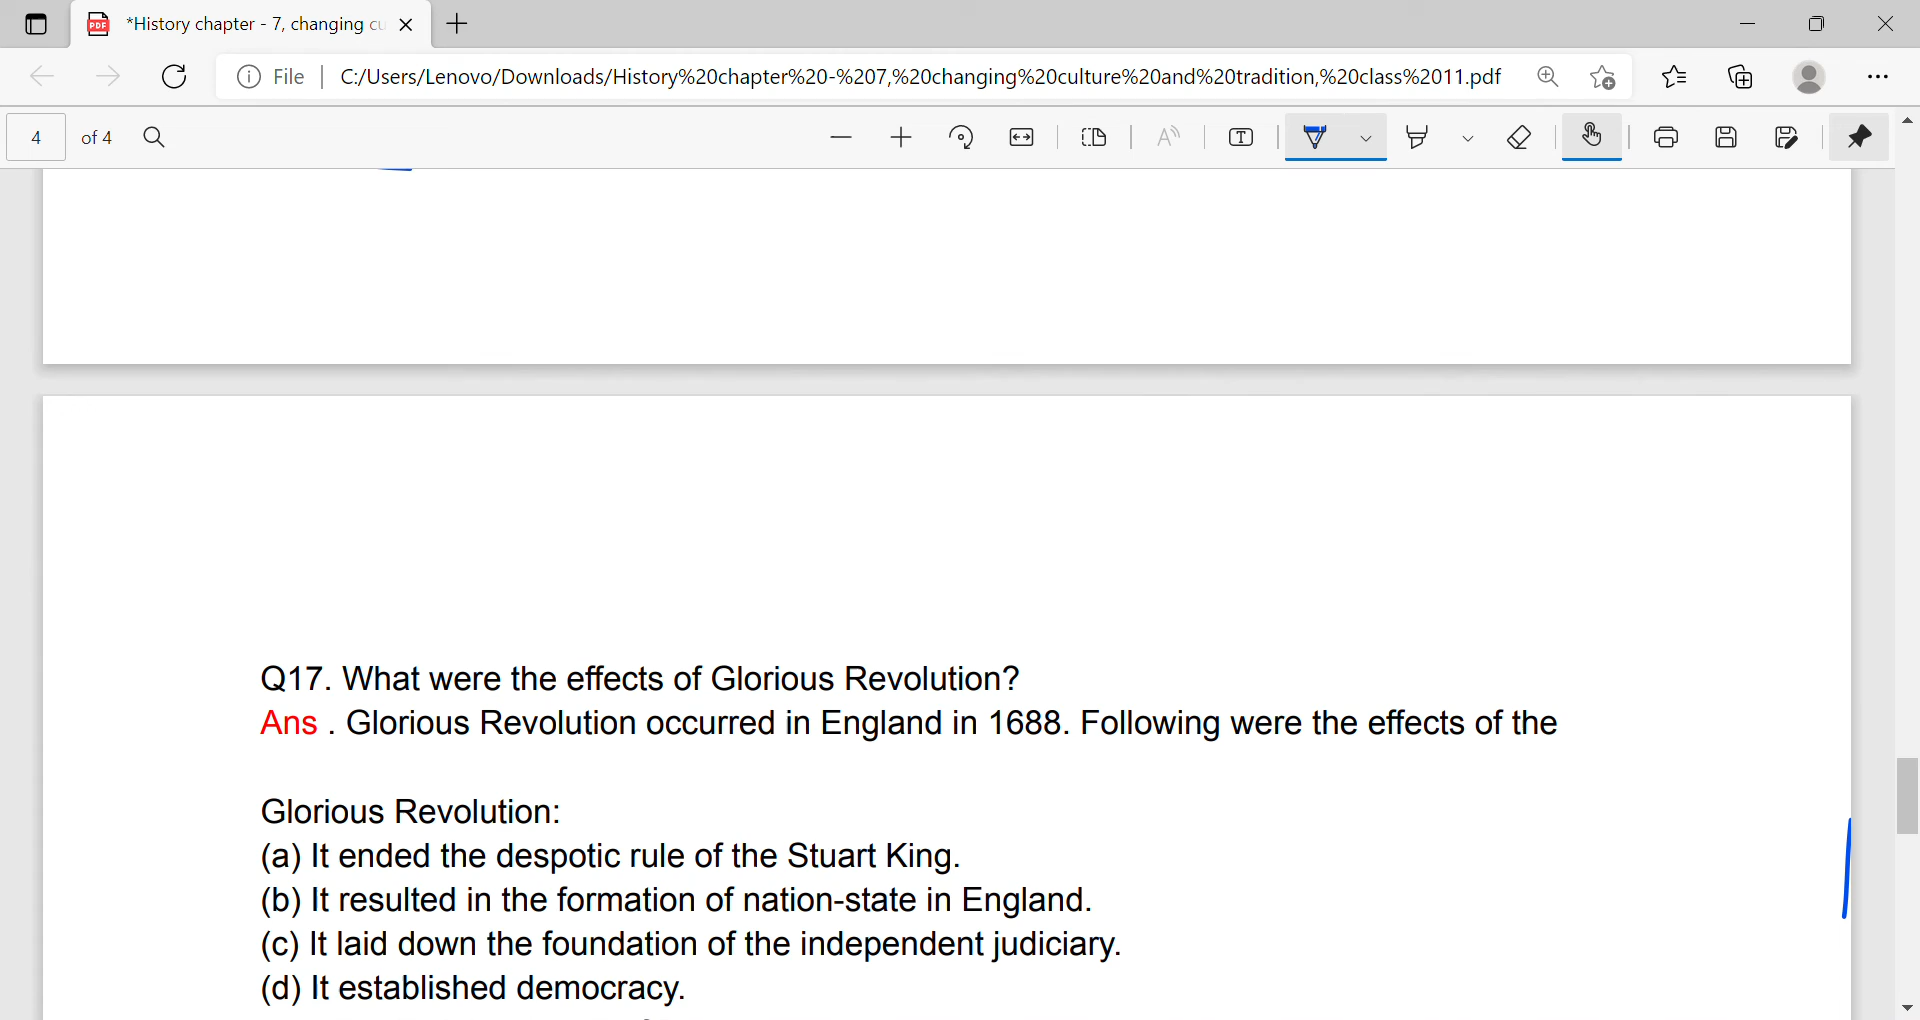 *History chapter - 7, changing cu
File
C:/Users/Lenovo/Downloads/History%20chapter%20-%207,%20changing%20culture%20and%20tradition,%20class%2011.pdf
4 of 4
Q17. What were the effects of Glorious Revolution?
Ans . Glorious Revolution occurred in England in 1688. Following were the effects of the
Glorious Revolution:
(a) It ended the despotic rule of the Stuart King.
(b) It resulted in the formation of nation-state in England.
(c) It laid down the foundation of the independent judiciary.
(d) It established democracy.